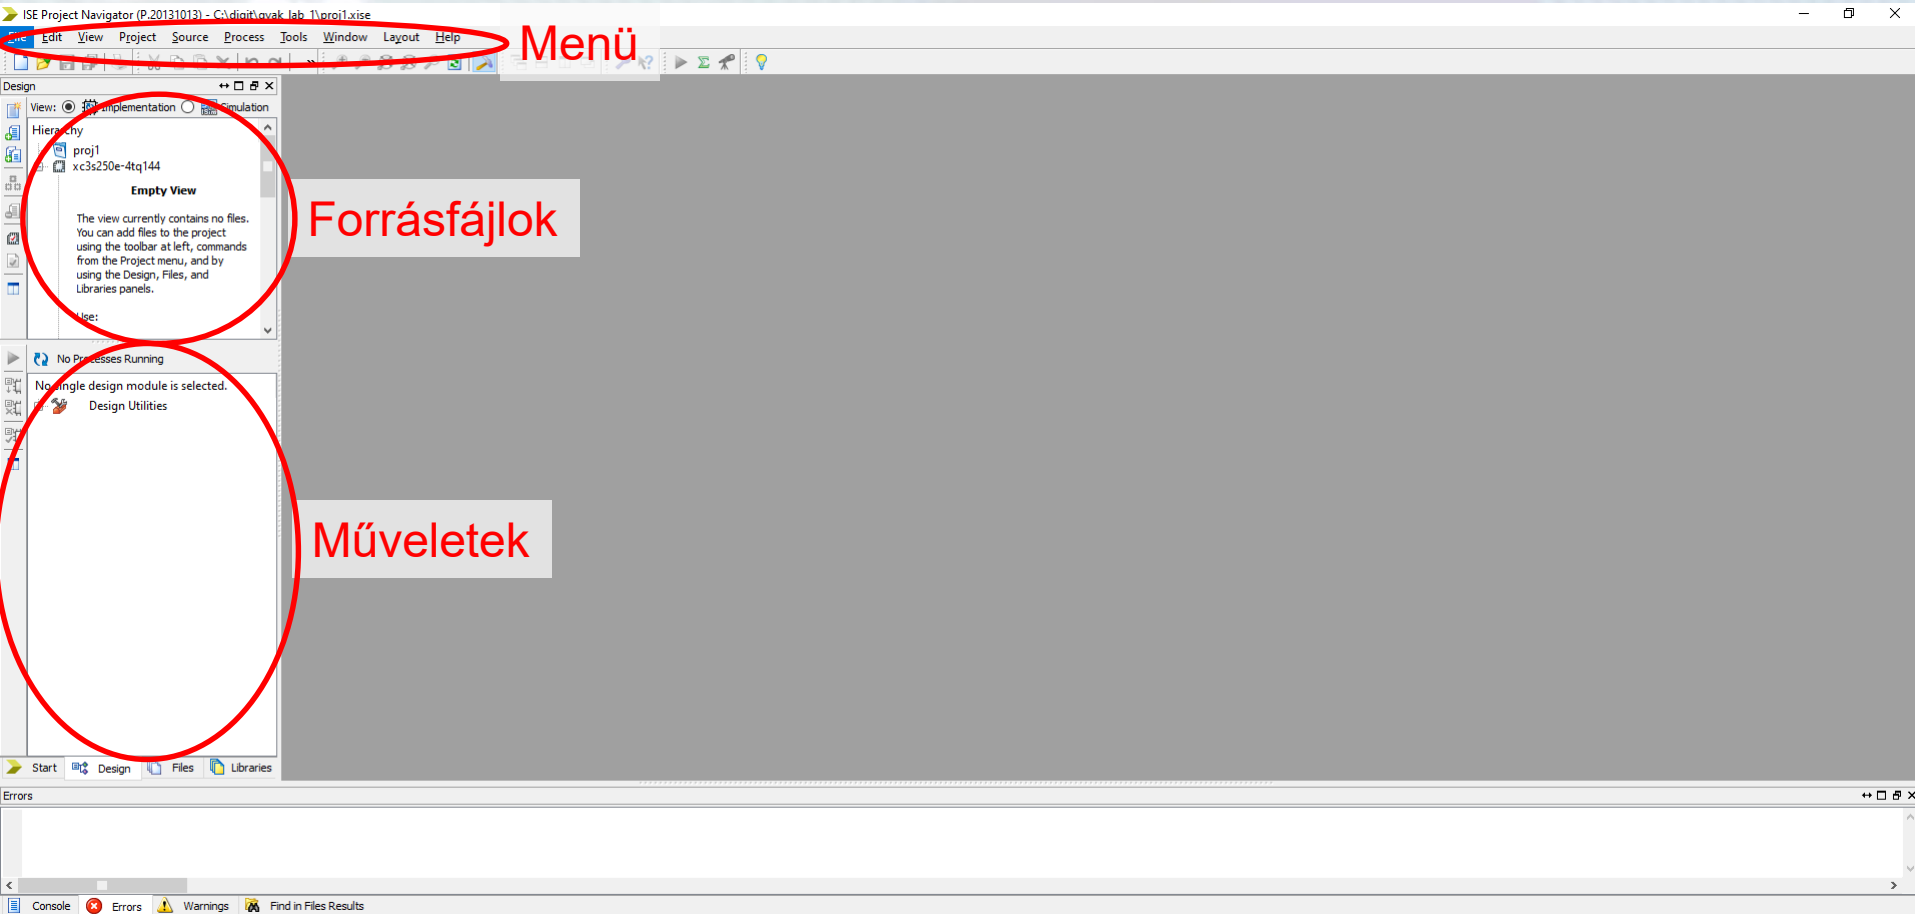 ISE Project Navigator (P.20131013) - C:\digit\gyak_lab_1\proj1.xise
File Edit View Project Source Process Tools Window Layout Help
Menü
Design
View: Implementation Simulation
Hierarchy
proj1
xc3s250e-4tq144
Empty View
The view currently contains no files.
You can add files to the project
using the toolbar at left, commands
from the Project menu, and by
using the Design, Files, and
Libraries panels.
Use:
Forrásfájlok
No Processes Running
No single design module is selected.
Design Utilities
Műveletek
Start Design Files Libraries
Errors
Console Errors Warnings Find in Files Results